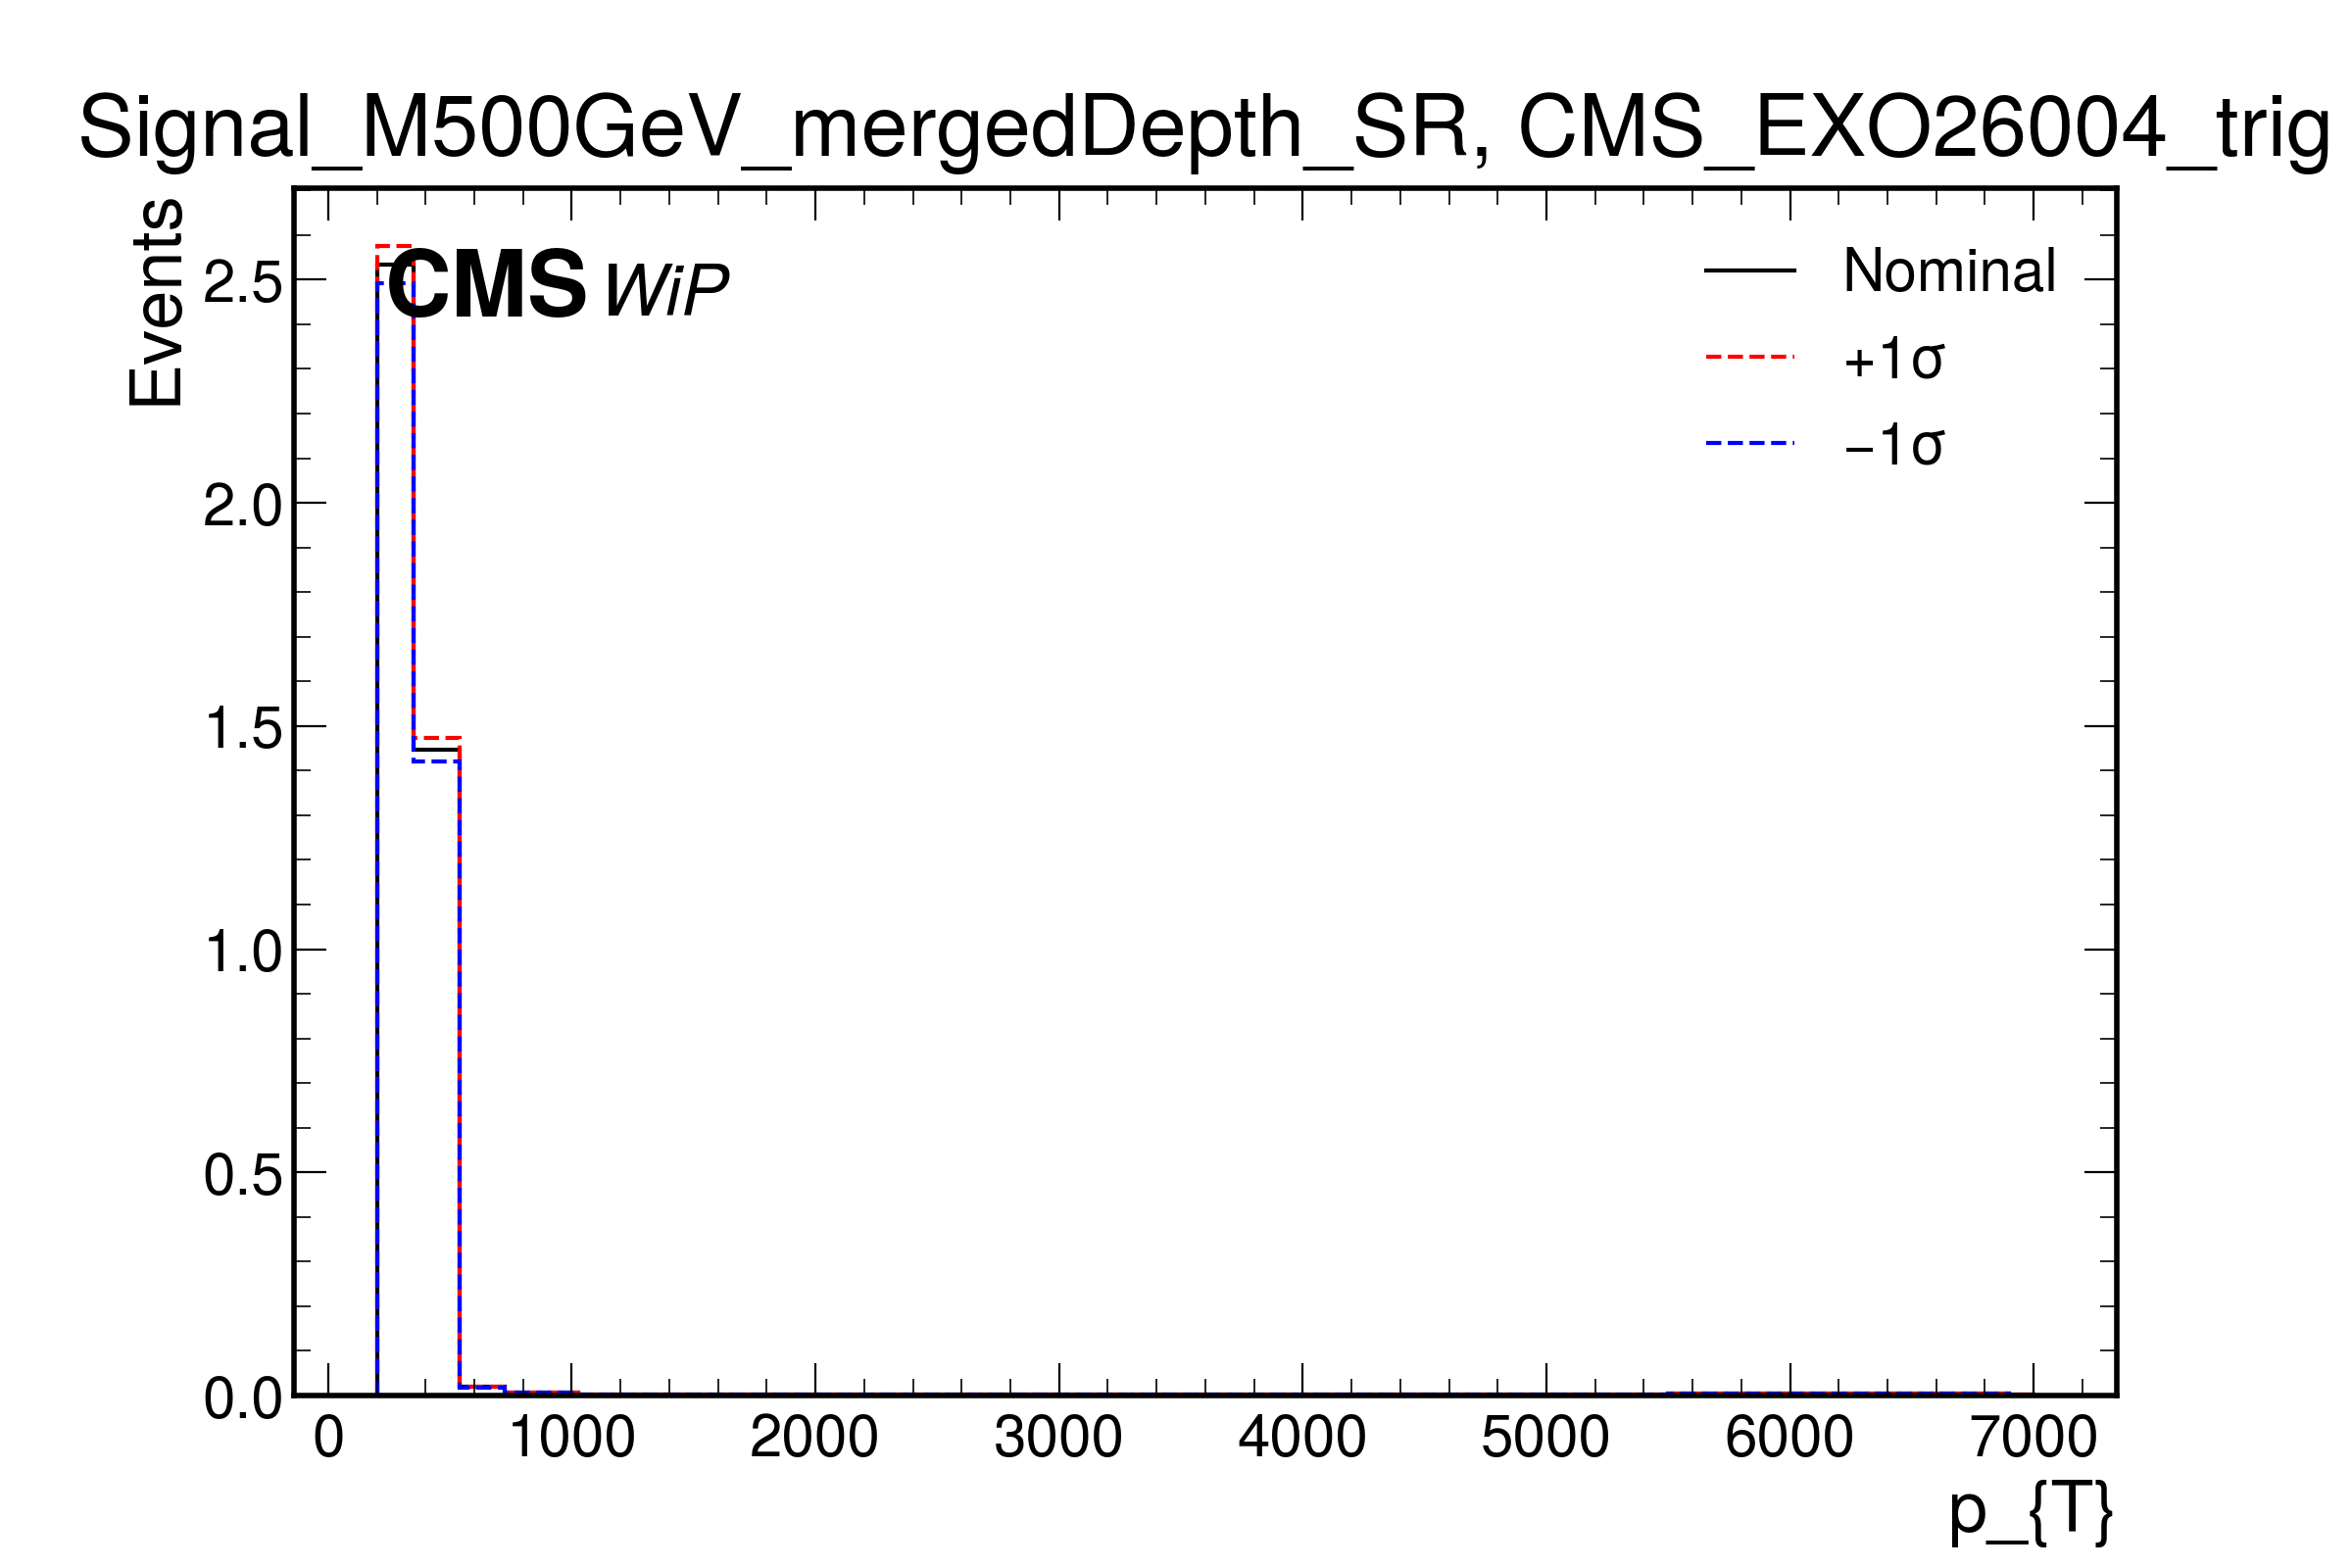 Signal_M500GeV_mergedDepth_SR, CMS_EXO26004_trig
Events
CMS WiP
Nominal
+1σ
−1σ
2.5
2.0
1.5
1.0
0.5
0.0
0 1000 2000 3000 4000 5000 6000 7000
p_{T}